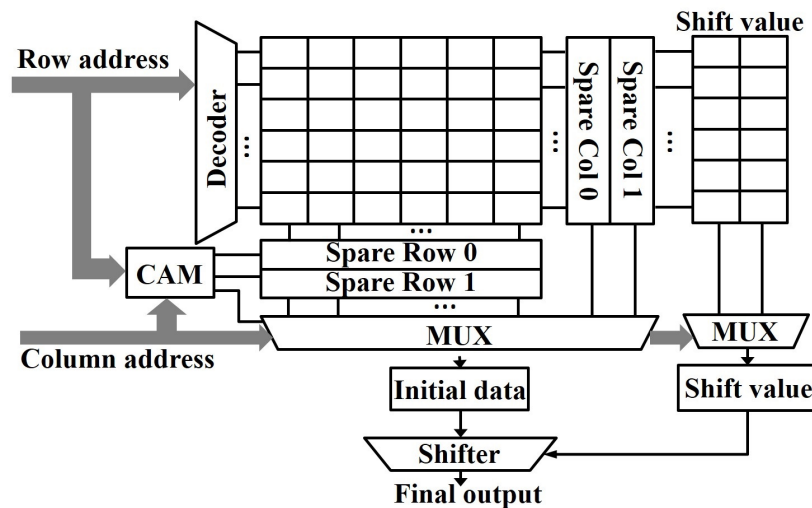 Shift value
Row address
Decoder
...
...
Spare Col 0
Spare Col 1
...
...
Spare Row 0
CAM
Spare Row 1
...
MUX
MUX
Column address
Initial data
Shift value
Shifter
Final output